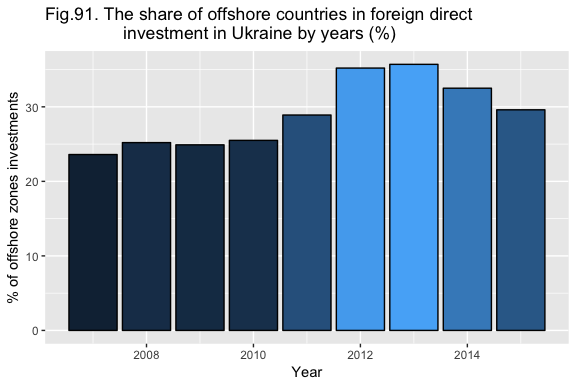 Fig.91. The share of offshore countries in foreign direct
investment in Ukraine by years (%)
% of offshore zones investments
30
20
10
0
2008
2010
2012
2014
Year